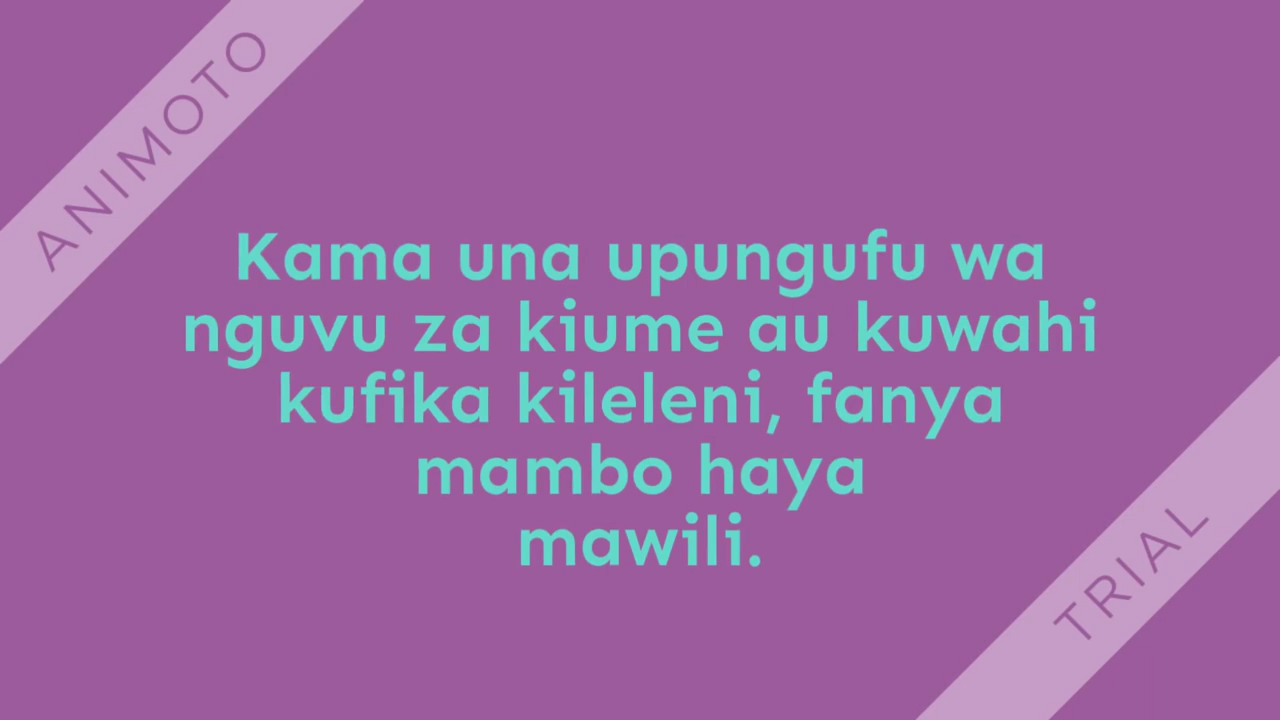 ANIMOTO
Kama una upungufu wa
nguvu za kiume au kuwahi
kufika kileleni, fanya
mambo haya
mawili.
TRIAL